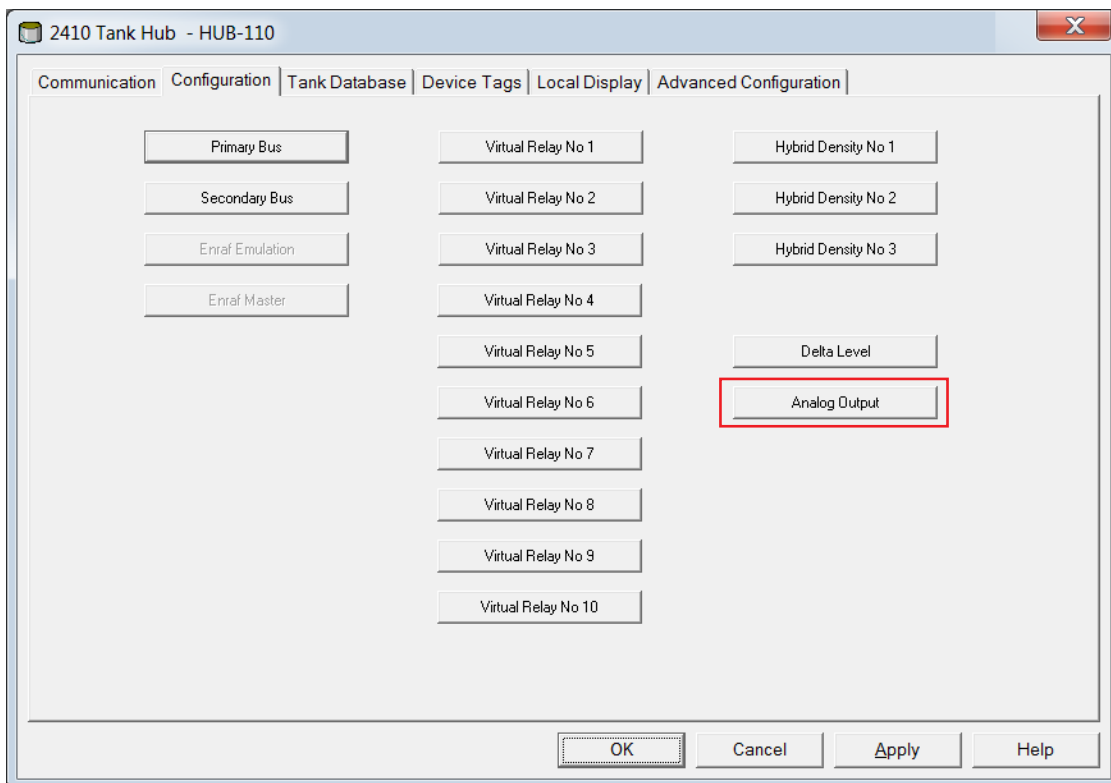 2410 Tank Hub - HUB-110
X
Communication Configuration Tank Database Device Tags Local Display Advanced Configuration
Primary Bus Virtual Relay No 1 Hybrid Density No 1
Secondary Bus Virtual Relay No 2 Hybrid Density No 2
Enraf Emulation Virtual Relay No 3 Hybrid Density No 3
Enraf Master Virtual Relay No 4
Virtual Relay No 5 Delta Level
Virtual Relay No 6 Analog Output
Virtual Relay No 7
Virtual Relay No 8
Virtual Relay No 9
Virtual Relay No 10
OK Cancel Apply Help